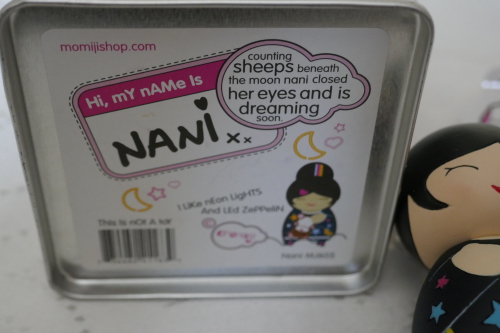 momijishop.com
counting
sheeps beneath
the moon nani closed
her eyes and is
dreaming
soon.
Hi, mY nAMe Is
NANi xx
I LiKe nEon LigHTS
And LEd ZePPeliN
This Is nOt A toY